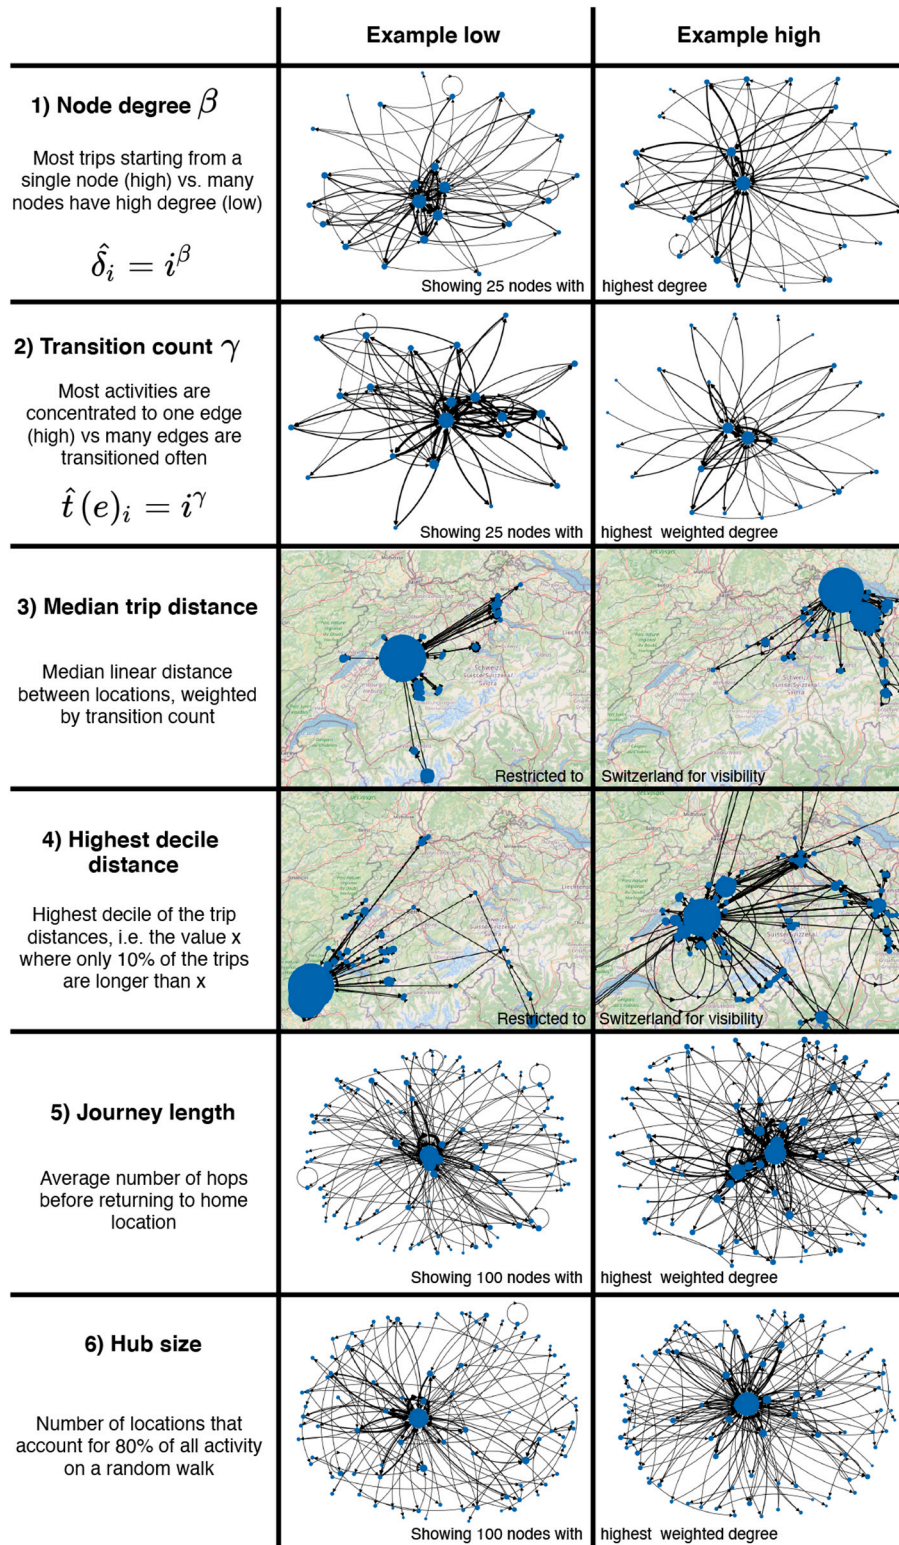 Example low
Example high
1) Node degree β
Most trips starting from a
single node (high) vs. many
nodes have high degree (low)
δ̂ᵢ = i^β
Showing 25 nodes with
highest degree
2) Transition count γ
Most activities are
concentrated to one edge
(high) vs many edges are
transitioned often
t̂ (e)ᵢ = i^γ
Showing 25 nodes with
highest weighted degree
3) Median trip distance
Median linear distance
between locations, weighted
by transition count
Restricted to
Switzerland for visibility
4) Highest decile
distance
Highest decile of the trip
distances, i.e. the value x
where only 10% of the trips
are longer than x
Restricted to
Switzerland for visibility
5) Journey length
Average number of hops
before returning to home
location
Showing 100 nodes with
highest weighted degree
6) Hub size
Number of locations that
account for 80% of all activity
on a random walk
Showing 100 nodes with
highest weighted degree